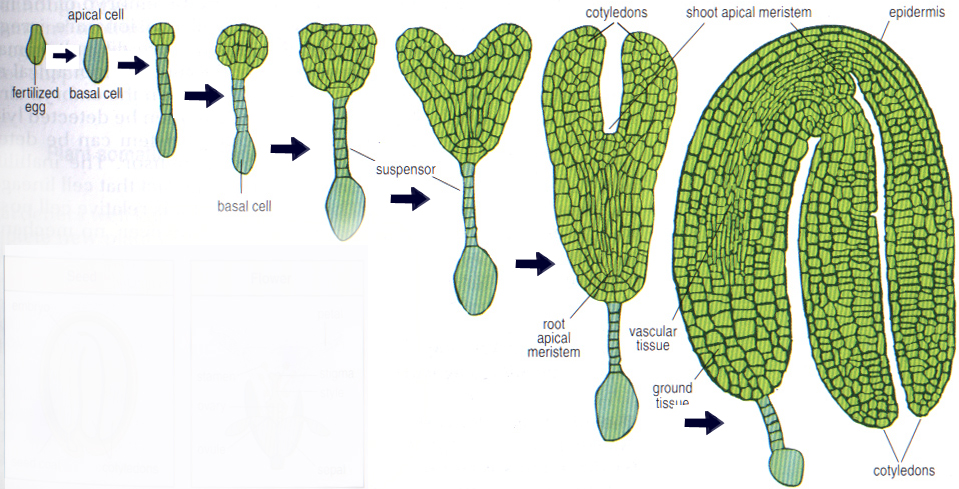 apical cell
fertilized
egg
basal cell
basal cell
suspensor
cotyledons
shoot apical meristem
epidermis
root
apical
meristem
vascular
tissue
ground
tissue
cotyledons